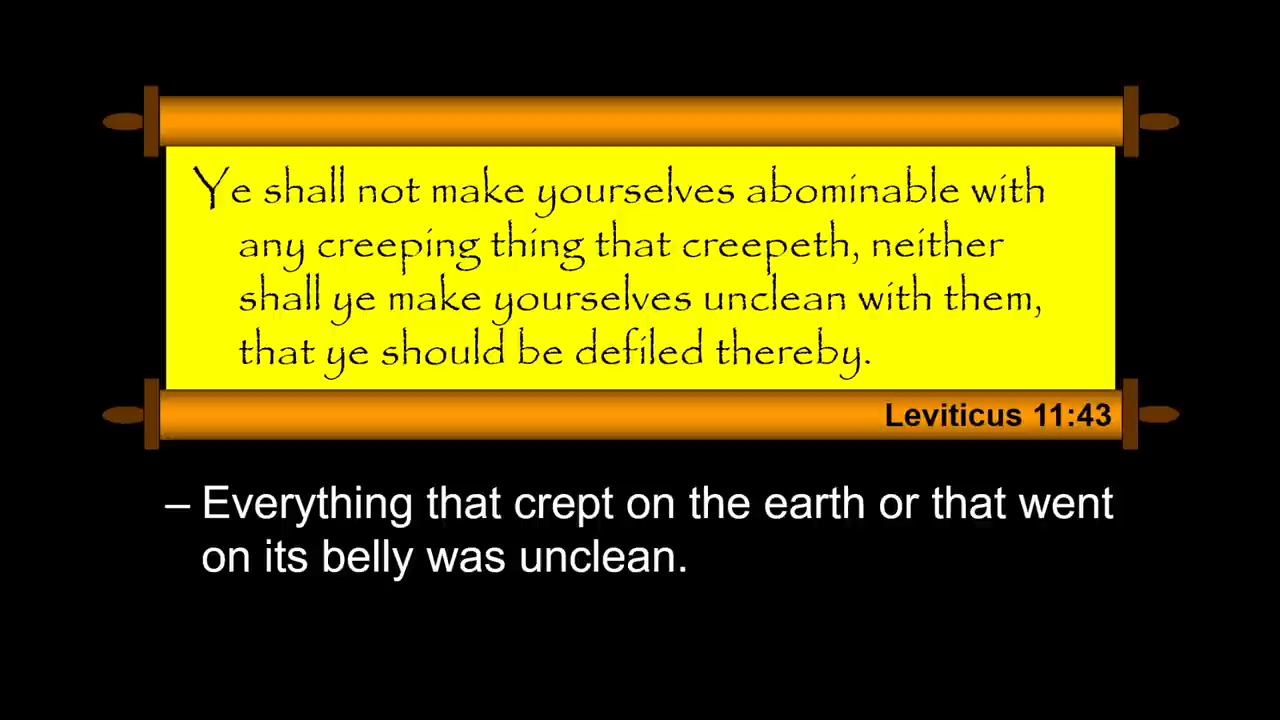 Ye shall not make yourselves abominable with
any creeping thing that creepeth, neither
shall ye make yourselves unclean with them,
that ye should be defiled thereby.
Leviticus 11:43
– Everything that crept on the earth or that went
on its belly was unclean.